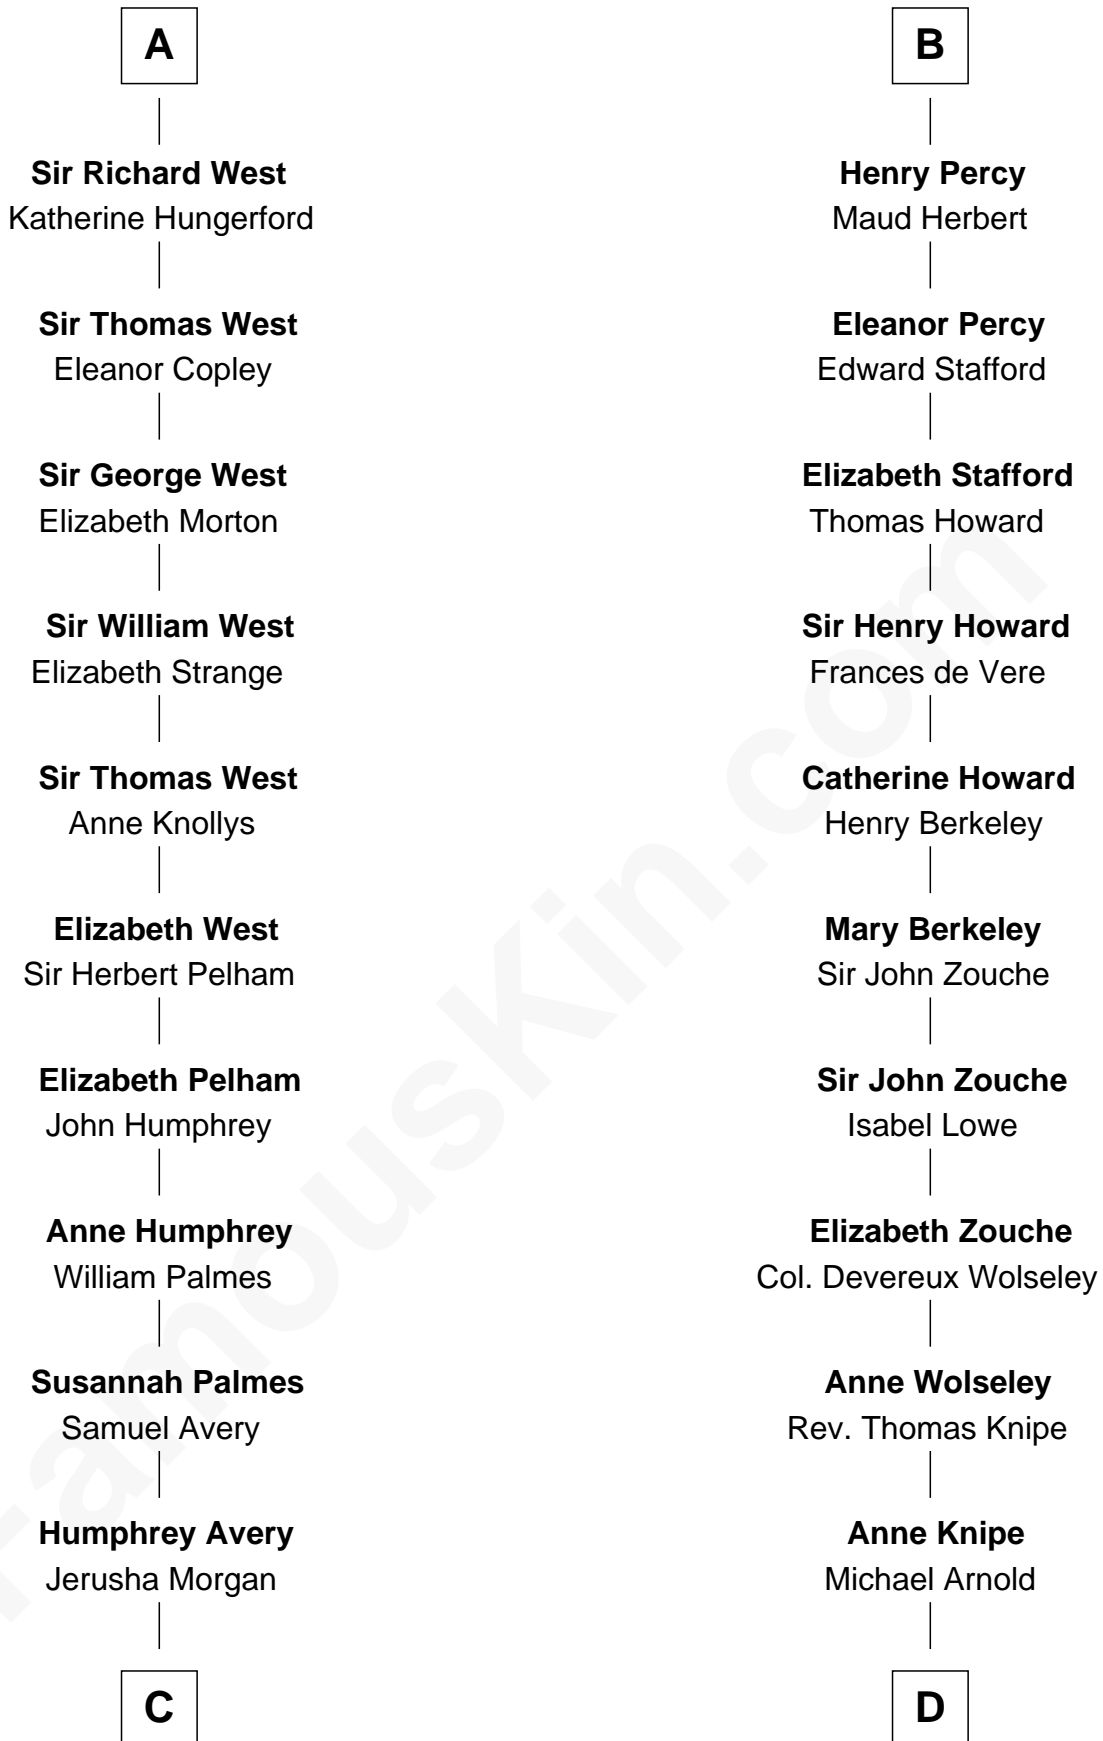 A
Sir Richard West
Katherine Hungerford
Sir Thomas West
Eleanor Copley
Sir George West
Elizabeth Morton
Sir William West
Elizabeth Strange
Sir Thomas West
Anne Knollys
Elizabeth West
Sir Herbert Pelham
Elizabeth Pelham
John Humphrey
Anne Humphrey
William Palmes
Susannah Palmes
Samuel Avery
Humphrey Avery
Jerusha Morgan
C
B
Henry Percy
Maud Herbert
Eleanor Percy
Edward Stafford
Elizabeth Stafford
Thomas Howard
Sir Henry Howard
Frances de Vere
Catherine Howard
Henry Berkeley
Mary Berkeley
Sir John Zouche
Sir John Zouche
Isabel Lowe
Elizabeth Zouche
Col. Devereux Wolseley
Anne Wolseley
Rev. Thomas Knipe
Anne Knipe
Michael Arnold
D
FamousKin.com